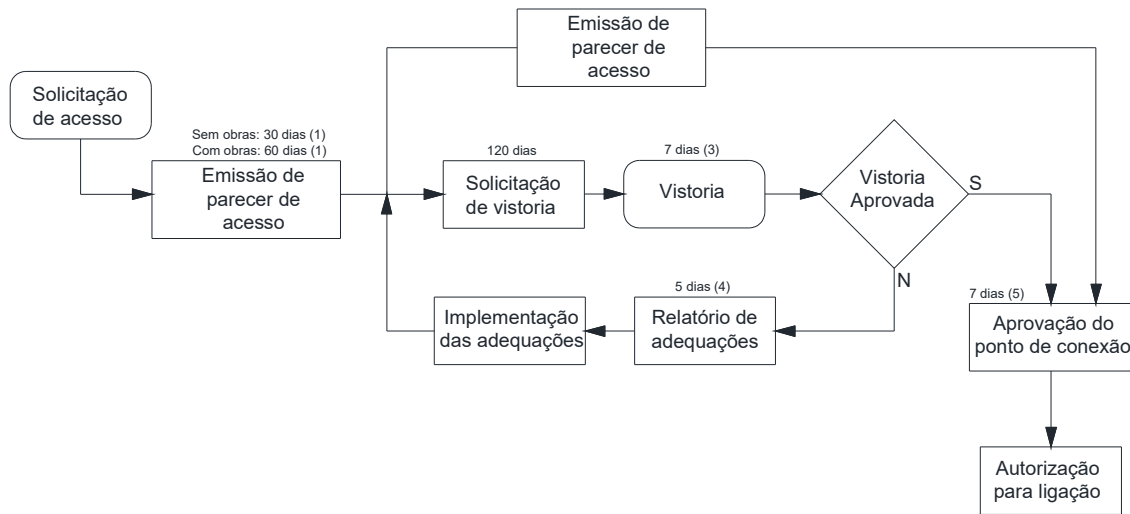 Emissão de
parecer de
acesso
Solicitação
de acesso
Sem obras: 30 dias (1)
Com obras: 60 dias (1)
Emissão de
parecer de
acesso
120 dias
Solicitação
de vistoria
7 dias (3)
Vistoria
Vistoria
Aprovada
S
N
5 dias (4)
Relatório de
adequações
Implementação
das adequações
7 dias (5)
Aprovação do
ponto de conexão
Autorização
para ligação